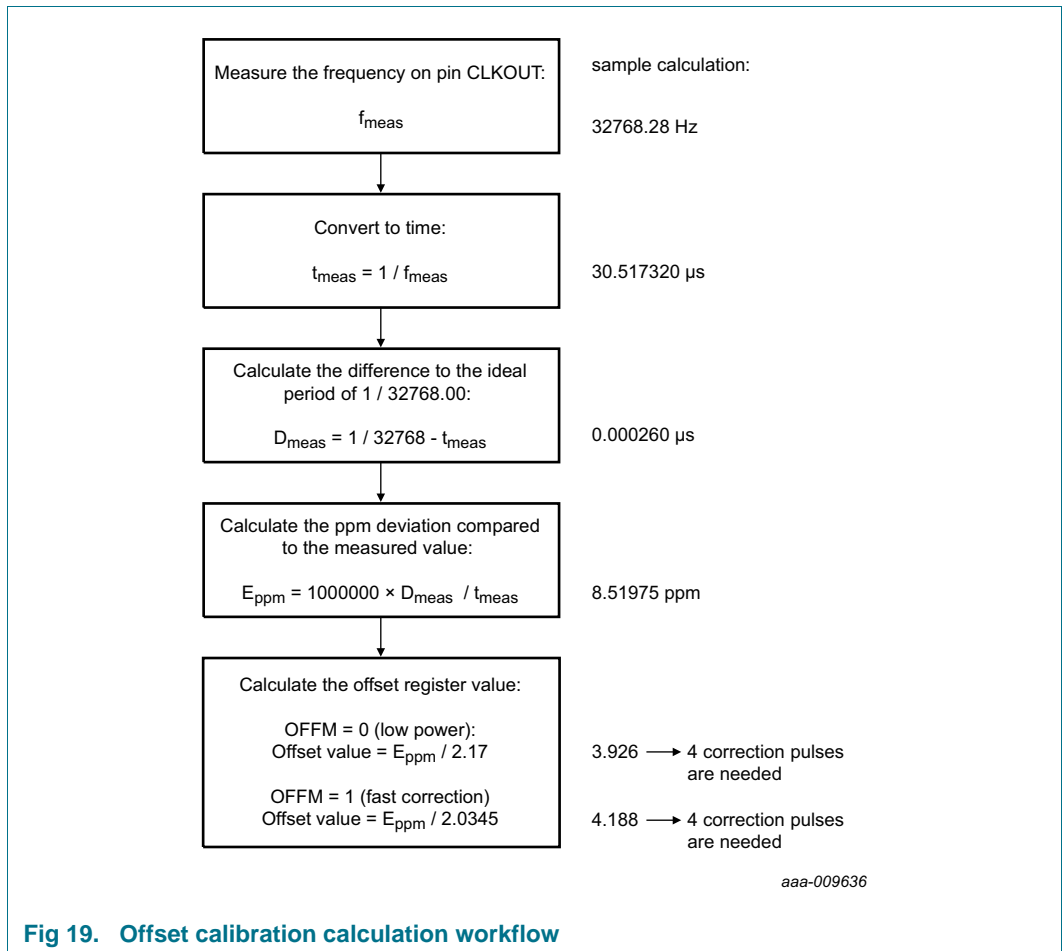 Measure the frequency on pin CLKOUT:
fmeas
sample calculation:
32768.28 Hz
Convert to time:
tmeas = 1 / fmeas
30.517320 µs
Calculate the difference to the ideal
period of 1 / 32768.00:
Dmeas = 1 / 32768 - tmeas
0.000260 µs
Calculate the ppm deviation compared
to the measured value:
Eppm = 1000000 × Dmeas / tmeas
8.51975 ppm
Calculate the offset register value:
OFFM = 0 (low power):
Offset value = Eppm / 2.17
3.926 → 4 correction pulses
are needed
OFFM = 1 (fast correction)
Offset value = Eppm / 2.0345
4.188 → 4 correction pulses
are needed
aaa-009636
Fig 19. Offset calibration calculation workflow